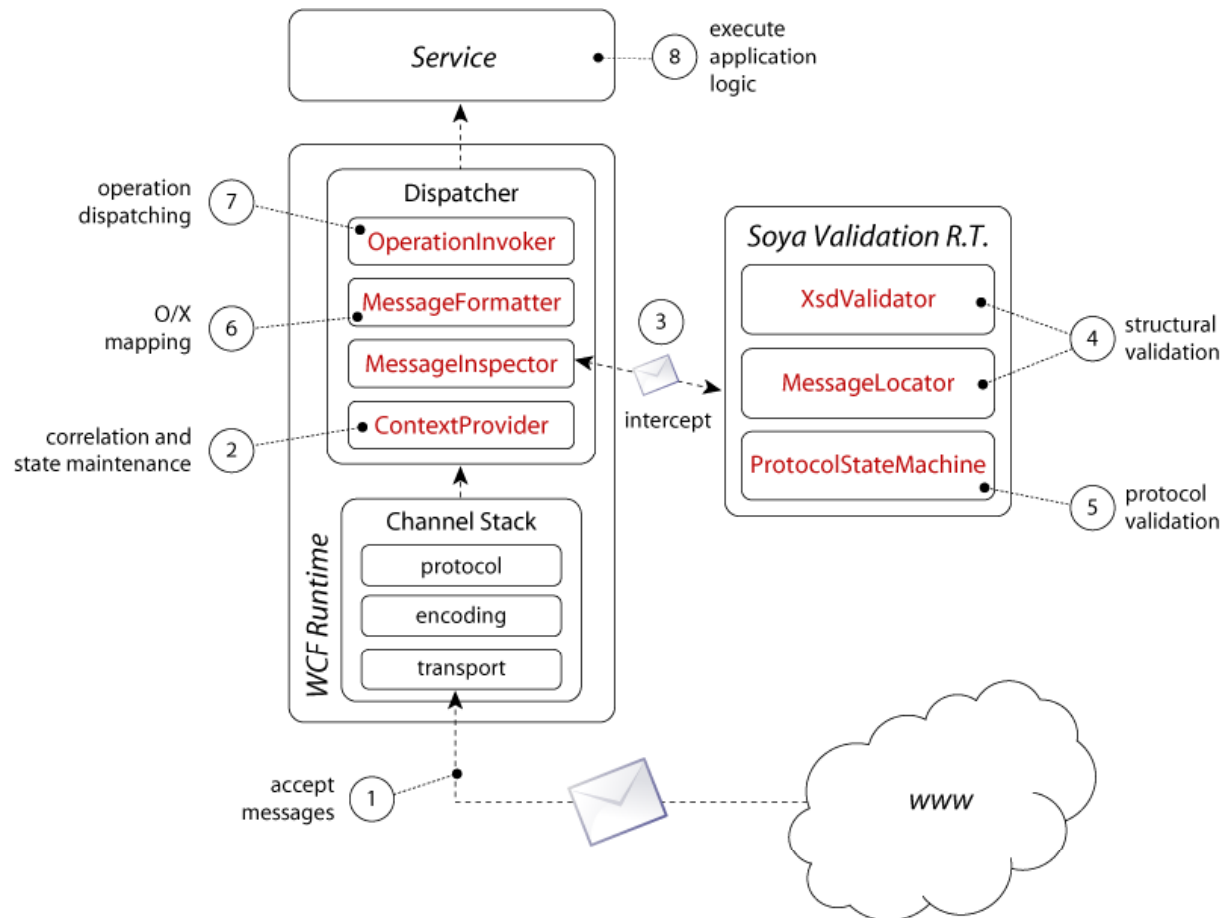 Service
8
execute
application
logic
operation
dispatching
7
Dispatcher
OperationInvoker
MessageFormatter
MessageInspector
ContextProvider
O/X
mapping
6
correlation and
state maintenance
2
3
intercept
Soya Validation R.T.
XsdValidator
MessageLocator
ProtocolStateMachine
4
structural
validation
5
protocol
validation
WCF Runtime
Channel Stack
protocol
encoding
transport
accept
messages
1
www